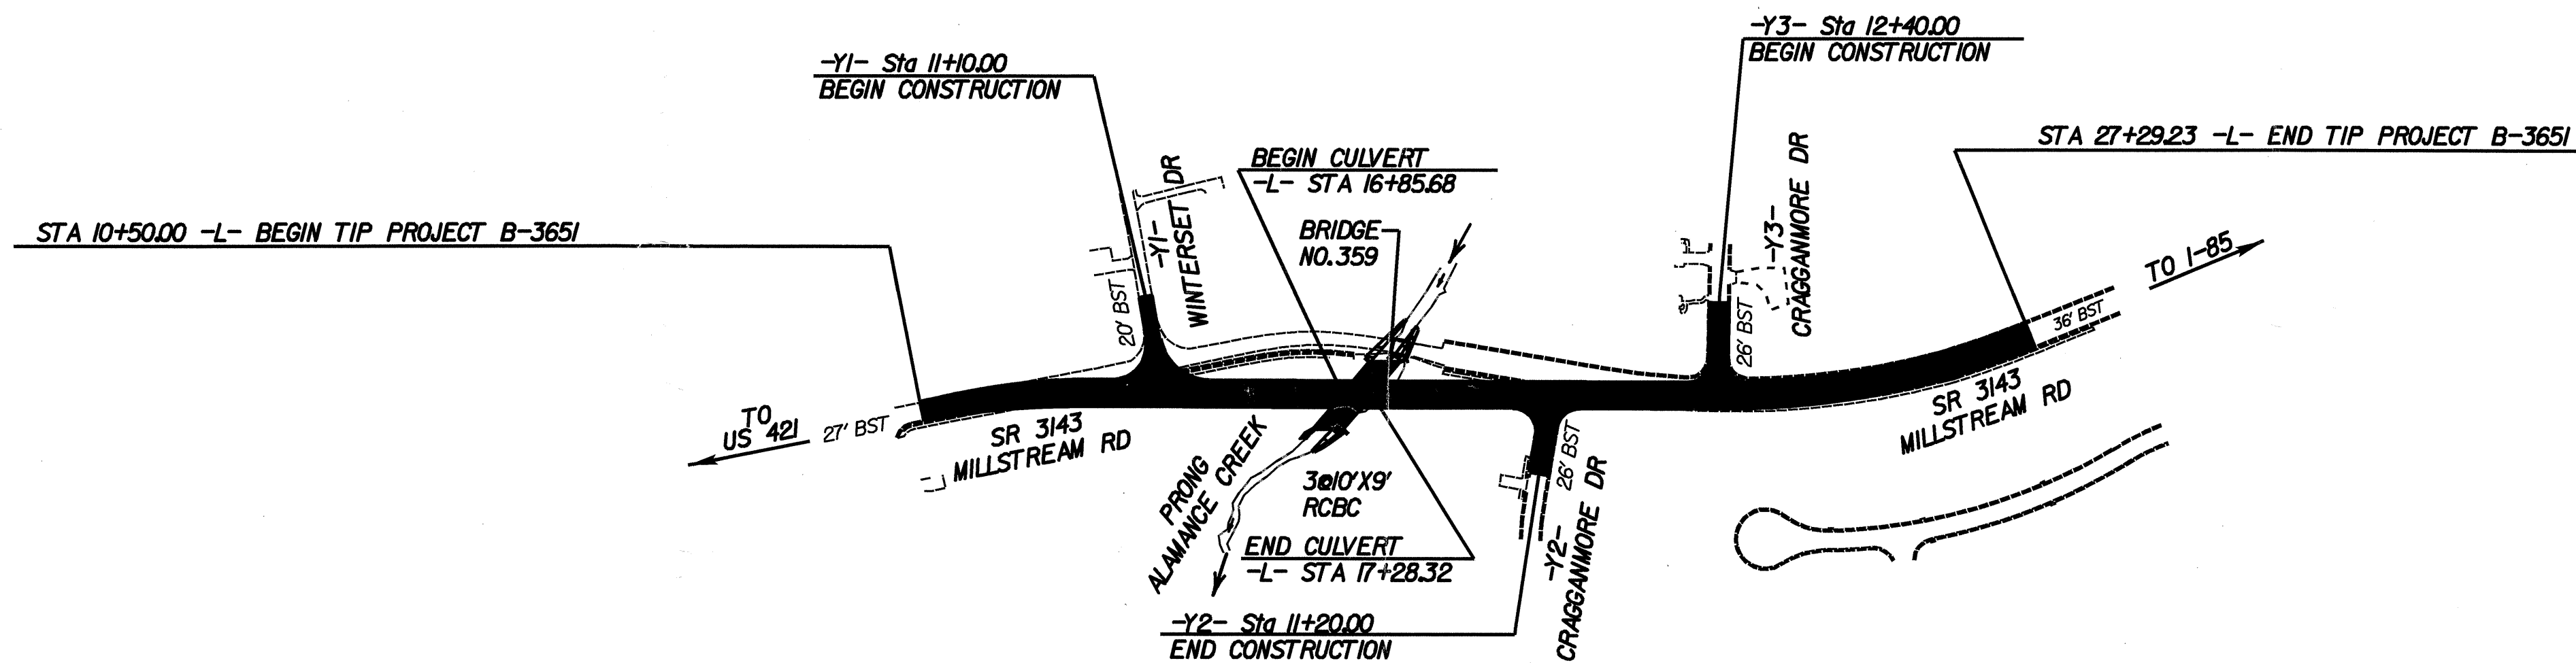 -Y3- Sta 12+40.00
BEGIN CONSTRUCTION
-Y1- Sta 11+10.00
BEGIN CONSTRUCTION
STA 27+29.23 -L- END TIP PROJECT B-3651
BEGIN CULVERT
-L- STA 16+85.68
STA 10+50.00 -L- BEGIN TIP PROJECT B-3651
BRIDGE
NO. 359
-Y1-
WINTERSET DR
20' BST
-Y3-
CRAGGANMORE DR
26' BST
TO I-85
36' BST
TO
US 421
27' BST
SR 3143
MILLSTREAM RD
SR 3143
MILLSTREAM RD
PRONG
ALAMANCE CREEK
3@10'X9'
RCBC
26' BST
-Y2-
CRAGGANMORE DR
END CULVERT
-L- STA 17+28.32
-Y2- Sta 11+20.00
END CONSTRUCTION